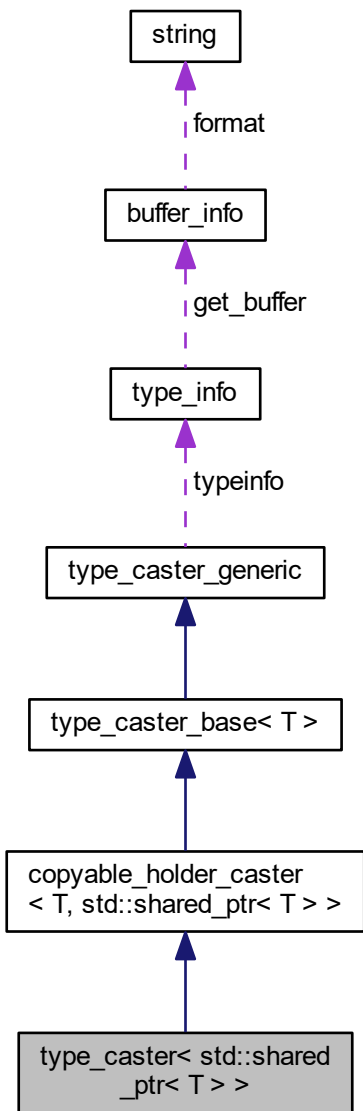 string
format
buffer_info
get_buffer
type_info
typeinfo
type_caster_generic
type_caster_base< T >
copyable_holder_caster
< T, std::shared_ptr< T > >
type_caster< std::shared
_ptr< T > >